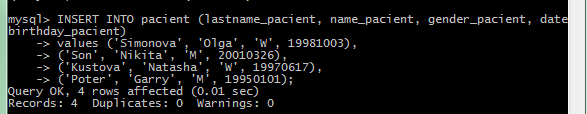 mysql> INSERT INTO pacient (lastname_pacient, name_pacient, gender_pacient, date
birthday_pacient)
    -> values ('Simonova', 'Olga', 'W', 19981003),
    -> ('Son', 'Nikita', 'M', 20010326),
    -> ('Kustova', 'Natasha', 'W', 19970617),
    -> ('Poter', 'Garry', 'M', 19950101);
Query OK, 4 rows affected (0.01 sec)
Records: 4  Duplicates: 0  Warnings: 0